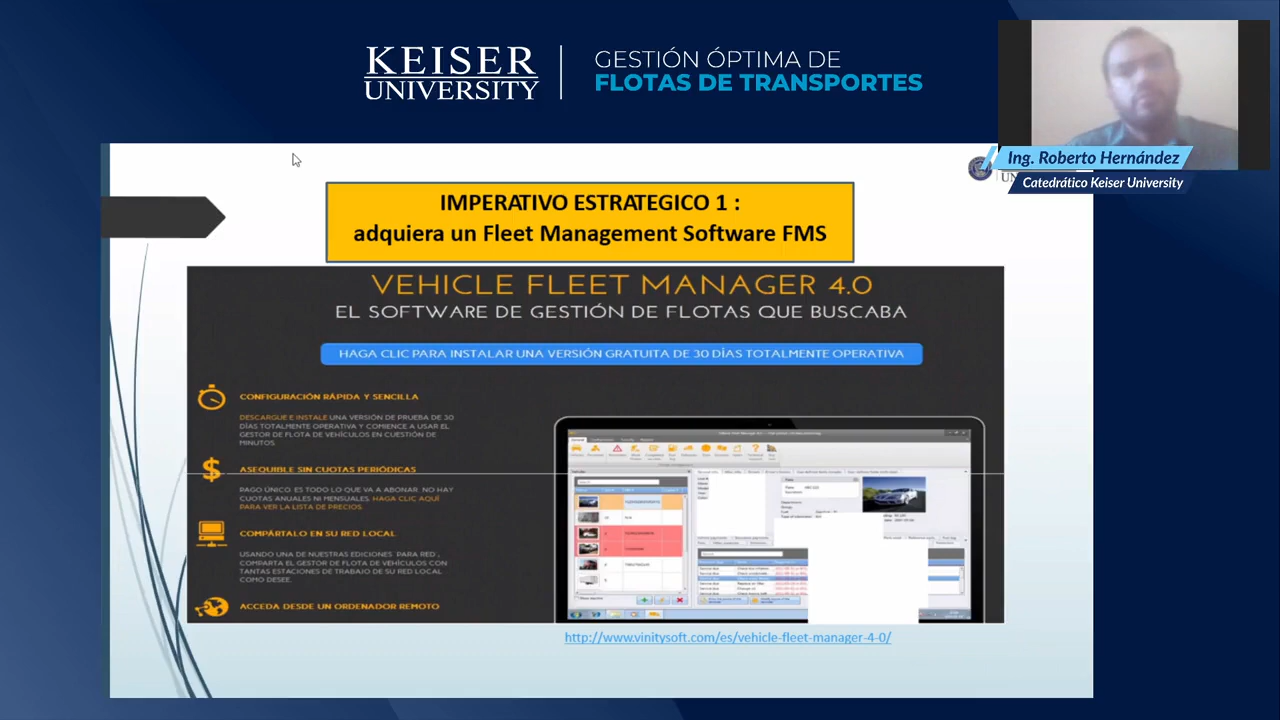 KEISER
UNIVERSITY
GESTIÓN ÓPTIMA DE
FLOTAS DE TRANSPORTES
Ing. Roberto Hernández
Catedrático Keiser University
IMPERATIVO ESTRATEGICO 1 :
adquiera un Fleet Management Software FMS
VEHICLE FLEET MANAGER 4.0
EL SOFTWARE DE GESTIÓN DE FLOTAS QUE BUSCABA
HAGA CLIC PARA INSTALAR UNA VERSIÓN GRATUITA DE 30 DÍAS TOTALMENTE OPERATIVA
CONFIGURACIÓN RÁPIDA Y SENCILLA
DESCARGUE E INSTALE UNA VERSIÓN DE PRUEBA DE 30
DÍAS TOTALMENTE OPERATIVA Y COMIENCE A USAR EL
GESTOR DE FLOTA DE VEHÍCULOS EN CUESTIÓN DE
MINUTOS.
ASEQUIBLE SIN CUOTAS PERIÓDICAS
PAGO ÚNICO. ES TODO LO QUE VA A ABONAR. NO HAY
CUOTAS ANUALES NI MENSUALES. HAGA CLIC AQUÍ
PARA VER LA LISTA DE PRECIOS.
COMPÁRTALO EN SU RED LOCAL
USANDO UNA DE NUESTRAS EDICIONES PARA RED,
COMPARTA EL GESTOR DE FLOTA DE VEHÍCULOS CON
TANTAS ESTACIONES DE TRABAJO DE SU RED LOCAL
COMO DESEE.
ACCEDA DESDE UN ORDENADOR REMOTO
http://www.vinitysoft.com/es/vehicle-fleet-manager-4-0/